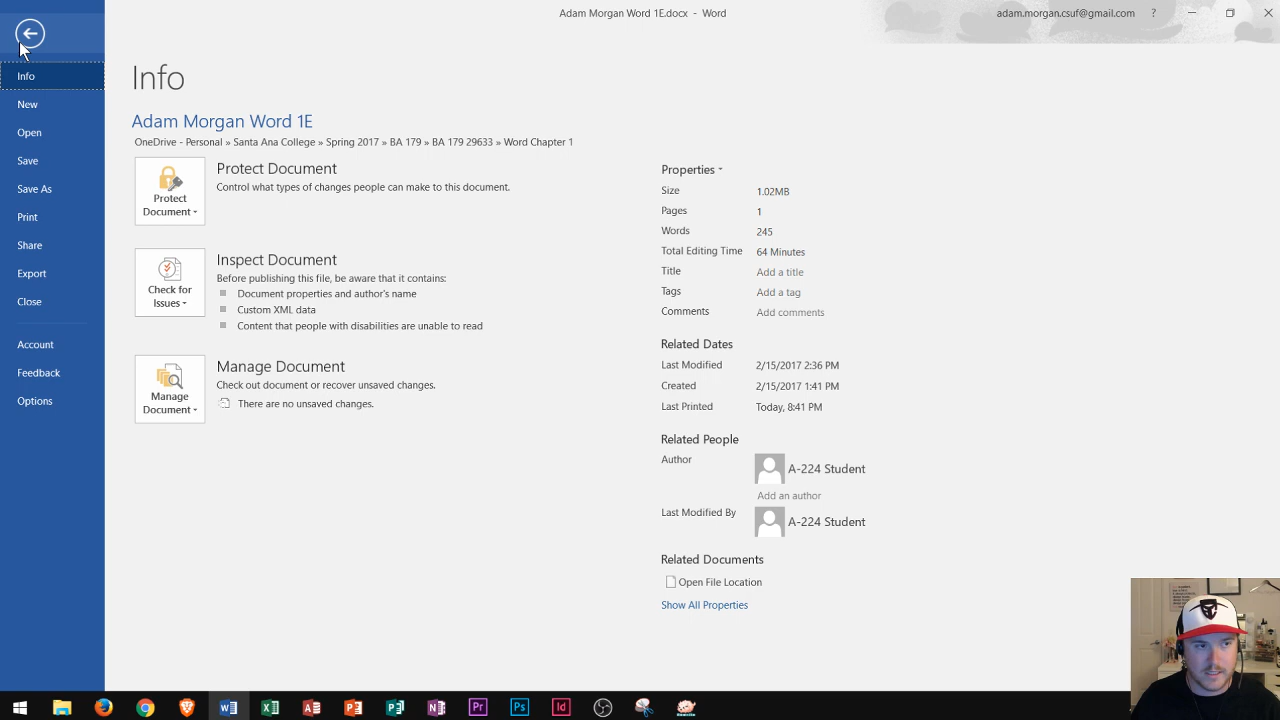 Adam Morgan Word 1E.docx - Word
adam.morgan.csuf@gmail.com
?
Info
New
Open
Save
Save As
Print
Share
Export
Close
Account
Feedback
Options
Info
Adam Morgan Word 1E
OneDrive - Personal » Santa Ana College » Spring 2017 » BA 179 » BA 179 29633 » Word Chapter 1
Protect Document
Protect Document
Control what types of changes people can make to this document.
Check for Issues
Inspect Document
Before publishing this file, be aware that it contains:
Document properties and author's name
Custom XML data
Content that people with disabilities are unable to read
Manage Document
Manage Document
Check out document or recover unsaved changes.
There are no unsaved changes.
Properties
Size 1.02MB
Pages 1
Words 245
Total Editing Time 64 Minutes
Title Add a title
Tags Add a tag
Comments Add comments
Related Dates
Last Modified 2/15/2017 2:36 PM
Created 2/15/2017 1:41 PM
Last Printed Today, 8:41 PM
Related People
Author A-224 Student
Add an author
Last Modified By A-224 Student
Related Documents
Open File Location
Show All Properties